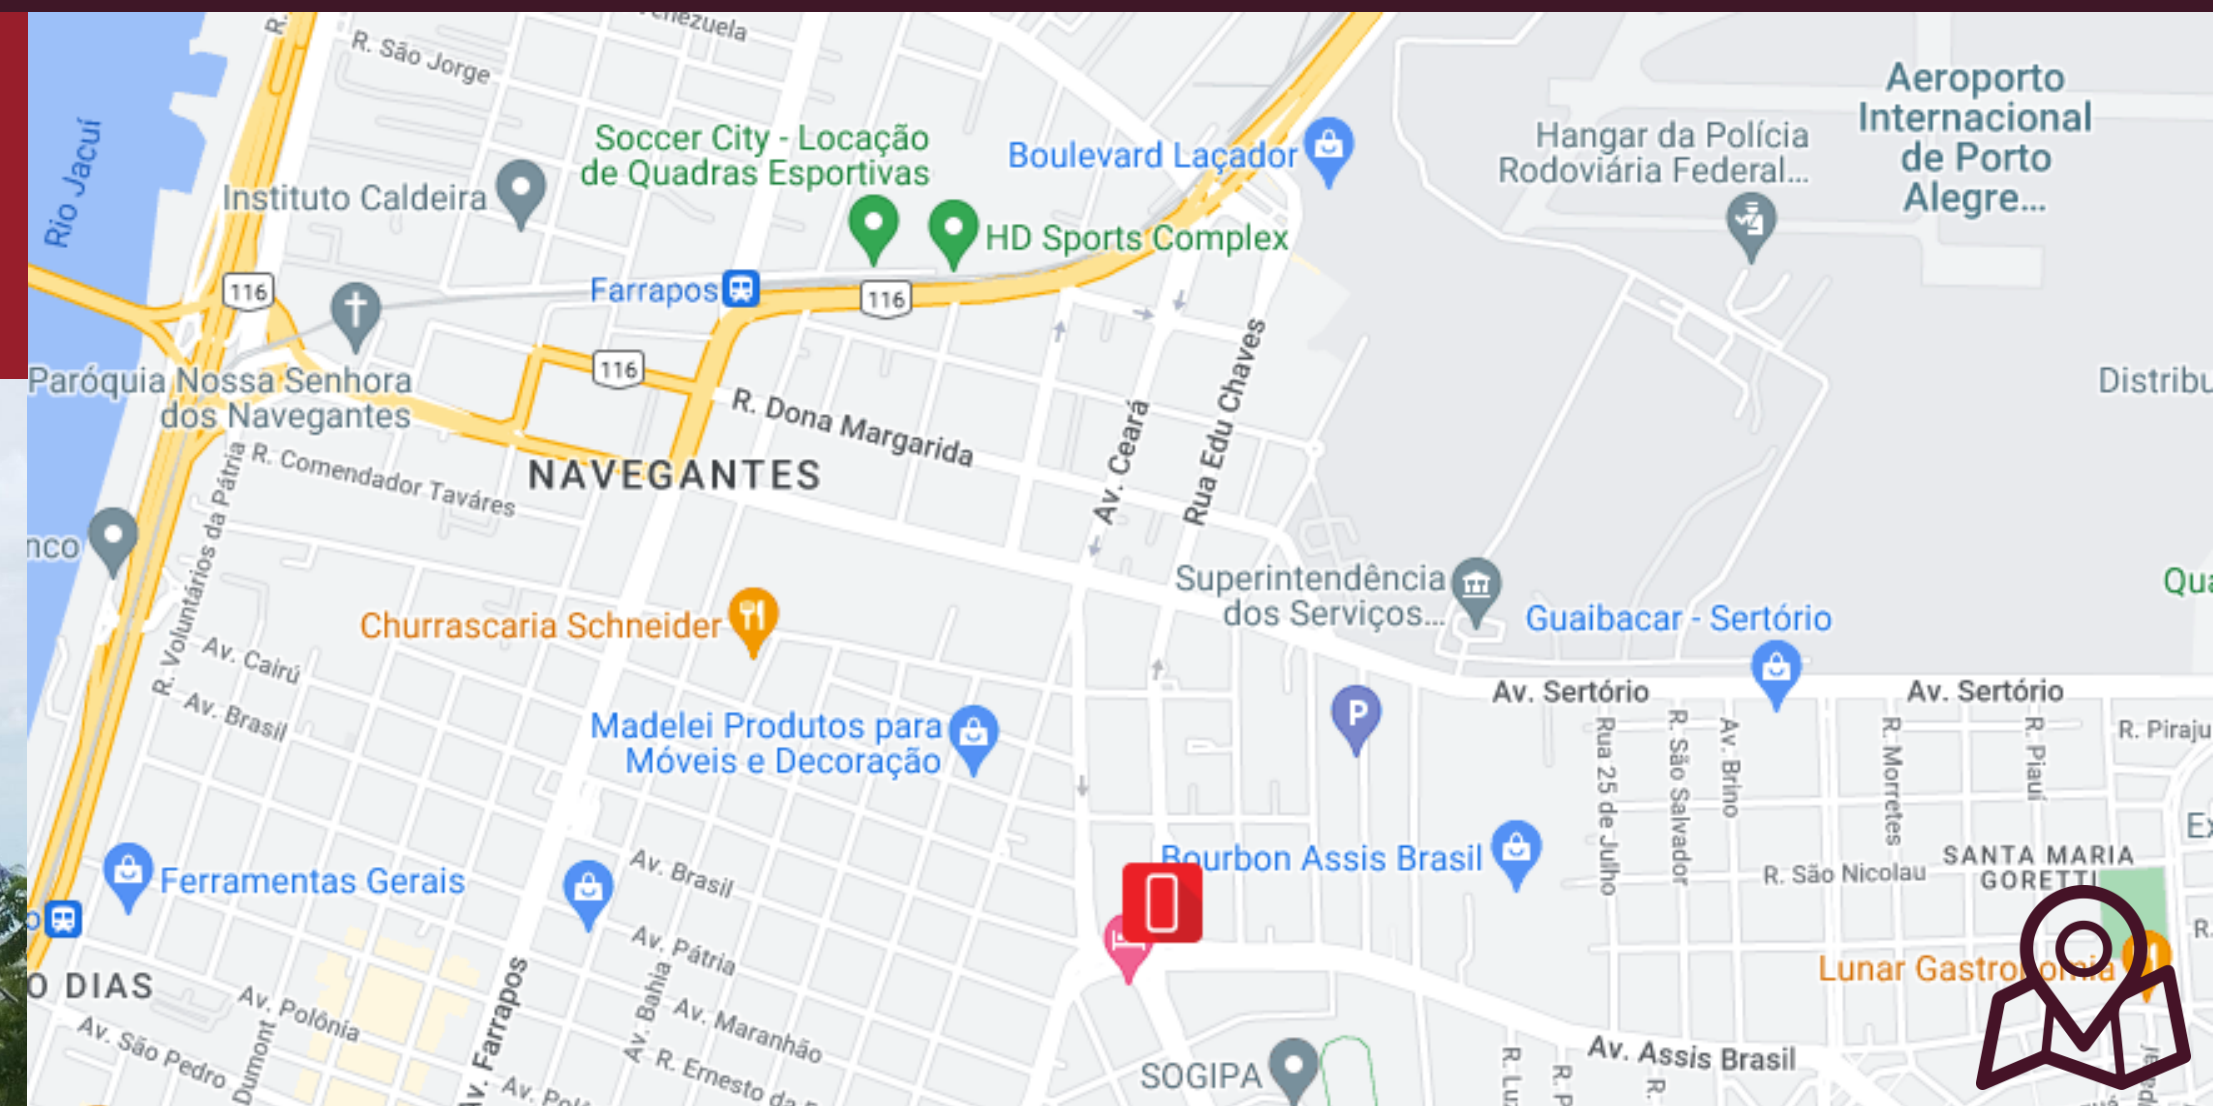 R. São Jorge
Aeroporto
Internacional
de Porto
Alegre...
Soccer City - Locação
de Quadras Esportivas
Boulevard Laçador
Hangar da Polícia
Rodoviária Federal...
Rio Jacuí
Instituto Caldeira
HD Sports Complex
116
Farrapos
116
116
Paróquia Nossa Senhora
dos Navegantes
R. Dona Margarida
Av. Ceará
Rua Edu Chaves
R. Comendador Taváres
NAVEGANTES
R. Voluntários da Pátria
Superintendência
dos Serviços...
Churrascaria Schneider
Guaibacar - Sertório
Av. Cairú
Av. Brasil
Av. Sertório
Av. Sertório
P
Madelei Produtos para
Móveis e Decoração
Rua 25 de Julho
R. São Salvador
Av. Brino
R. Morretes
R. Piauí
R. Piraju
Bourbon Assis Brasil
Av. Brasil
Ferramentas Gerais
R. São Nicolau
SANTA MARIA
GORETTI
Av. Pátria
Av. Bahia
Av. Farrapos
Lunar Gastronomia
O DIAS
Av. Polônia
Av. Maranhão
Av. São Pedro
Dumont
R. Ernesto da
SOGIPA
Av. Assis Brasil